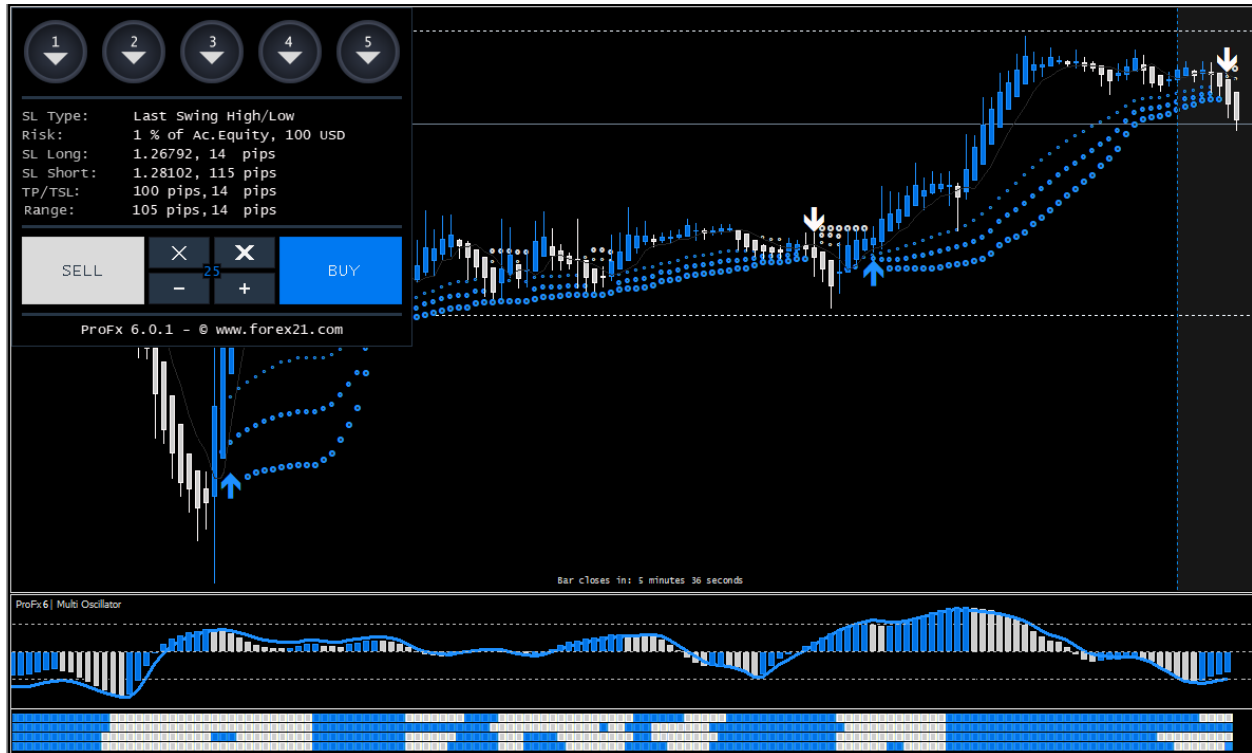 1 2 3 4 5
SL Type: Last Swing High/Low
Risk: 1 % of Ac.Equity, 100 USD
SL Long: 1.26792, 14 pips
SL Short: 1.28102, 115 pips
TP/TSL: 100 pips,14 pips
Range: 105 pips,14 pips
SELL 25 BUY
− +
ProFx 6.0.1 - © www.forex21.com
Bar closes in: 5 minutes 36 seconds
ProFx6| Multi Oscillator